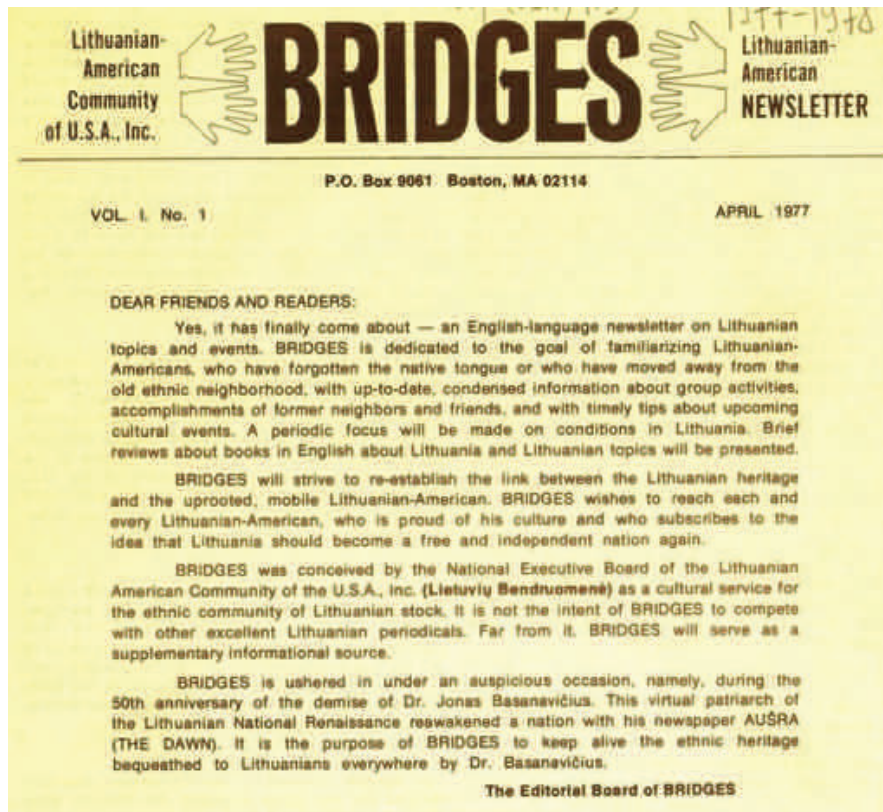 Lithuanian-
American
Community
of U.S.A., Inc.
BRIDGES
Lithuanian-
American
NEWSLETTER
1977-1978
P.O. Box 9061 Boston, MA 02114
VOL. I. No. 1
APRIL 1977
DEAR FRIENDS AND READERS:
Yes, it has finally come about — an English-language newsletter on Lithuanian
topics and events. BRIDGES is dedicated to the goal of familiarizing Lithuanian-
Americans, who have forgotten the native tongue or who have moved away from the
old ethnic neighborhood, with up-to-date, condensed information about group activities,
accomplishments of former neighbors and friends, and with timely tips about upcoming
cultural events. A periodic focus will be made on conditions in Lithuania. Brief
reviews about books in English about Lithuania and Lithuanian topics will be presented.
BRIDGES will strive to re-establish the link between the Lithuanian heritage
and the uprooted, mobile Lithuanian-American. BRIDGES wishes to reach each and
every Lithuanian-American, who is proud of his culture and who subscribes to the
idea that Lithuania should become a free and independent nation again.
BRIDGES was conceived by the National Executive Board of the Lithuanian
American Community of the U.S.A., Inc. (Lietuvių Bendruomenė) as a cultural service for
the ethnic community of Lithuanian stock. It is not the intent of BRIDGES to compete
with other excellent Lithuanian periodicals. Far from it. BRIDGES will serve as a
supplementary informational source.
BRIDGES is ushered in under an auspicious occasion, namely, during the
50th anniversary of the demise of Dr. Jonas Basanavičius. This virtual patriarch of
the Lithuanian National Renaissance reawakened a nation with his newspaper AUŠRA
(THE DAWN). It is the purpose of BRIDGES to keep alive the ethnic heritage
bequeathed to Lithuanians everywhere by Dr. Basanavičius.
The Editorial Board of BRIDGES